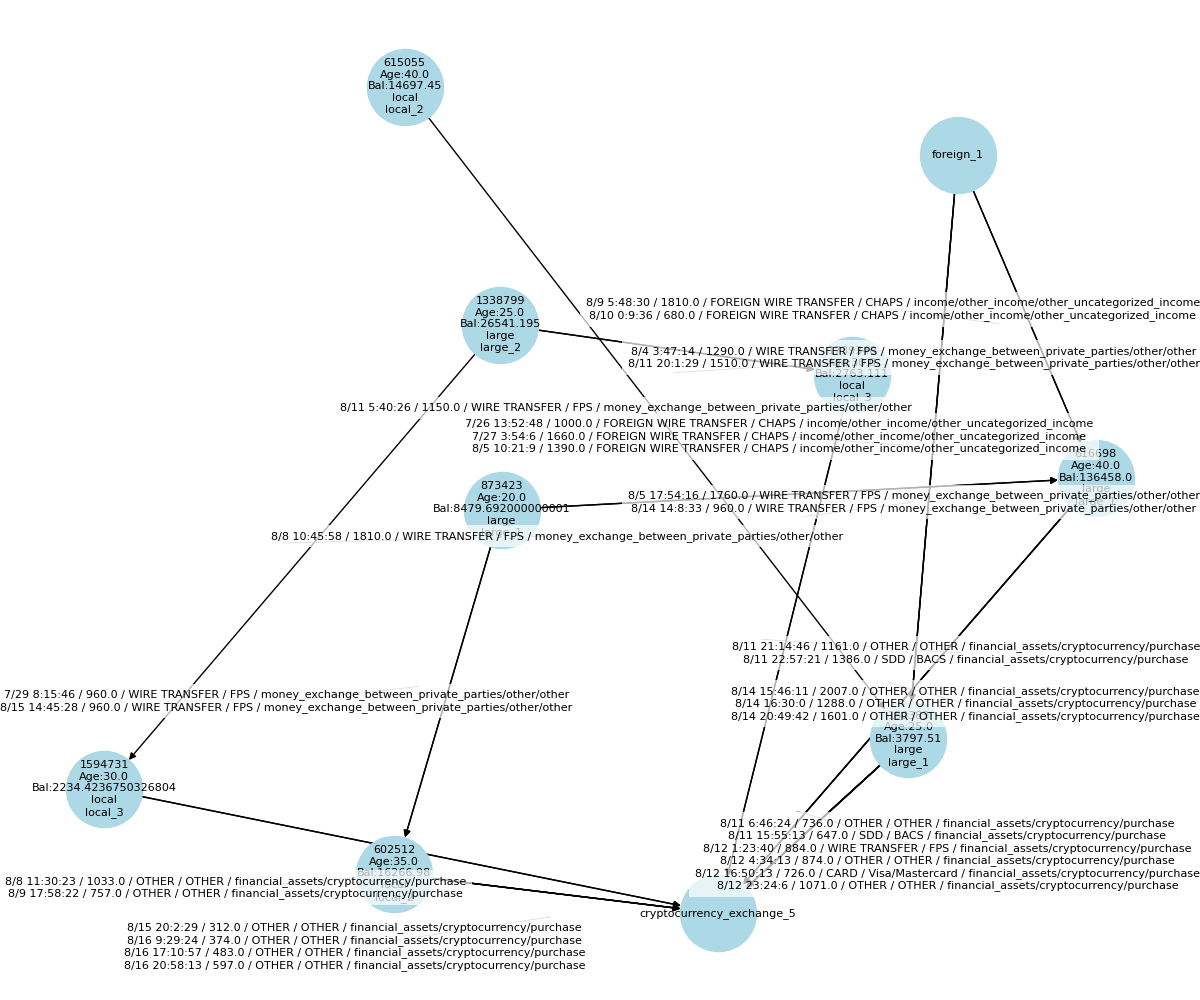 615055
Age:40.0
Bal:14697.45
local
local_2
foreign_1
1338799
Age:25.0
Bal:26541.195
large
large_2
8/9 5:48:30 / 1810.0 / FOREIGN WIRE TRANSFER / CHAPS / income/other_income/other_uncategorized_income
8/10 0:9:36 / 680.0 / FOREIGN WIRE TRANSFER / CHAPS / income/other_income/other_uncategorized_income
8/4 3:47:14 / 1290.0 / WIRE TRANSFER / FPS / money_exchange_between_private_parties/other/other
8/11 20:1:29 / 1510.0 / WIRE TRANSFER / FPS / money_exchange_between_private_parties/other/other
Bal:2763.111
local
local_3
8/11 5:40:26 / 1150.0 / WIRE TRANSFER / FPS / money_exchange_between_private_parties/other/other
7/26 13:52:48 / 1000.0 / FOREIGN WIRE TRANSFER / CHAPS / income/other_income/other_uncategorized_income
7/27 3:54:6 / 1660.0 / FOREIGN WIRE TRANSFER / CHAPS / income/other_income/other_uncategorized_income
8/5 10:21:9 / 1390.0 / FOREIGN WIRE TRANSFER / CHAPS / income/other_income/other_uncategorized_income
816698
Age:40.0
Bal:136458.0
large
873423
Age:20.0
Bal:8479.692000000001
large
large_1
8/5 17:54:16 / 1760.0 / WIRE TRANSFER / FPS / money_exchange_between_private_parties/other/other
8/14 14:8:33 / 960.0 / WIRE TRANSFER / FPS / money_exchange_between_private_parties/other/other
8/8 10:45:58 / 1810.0 / WIRE TRANSFER / FPS / money_exchange_between_private_parties/other/other
8/11 21:14:46 / 1161.0 / OTHER / OTHER / financial_assets/cryptocurrency/purchase
8/11 22:57:21 / 1386.0 / SDD / BACS / financial_assets/cryptocurrency/purchase
7/29 8:15:46 / 960.0 / WIRE TRANSFER / FPS / money_exchange_between_private_parties/other/other
8/15 14:45:28 / 960.0 / WIRE TRANSFER / FPS / money_exchange_between_private_parties/other/other
8/14 15:46:11 / 2007.0 / OTHER / OTHER / financial_assets/cryptocurrency/purchase
8/14 16:30:0 / 1288.0 / OTHER / OTHER / financial_assets/cryptocurrency/purchase
8/14 20:49:42 / 1601.0 / OTHER / OTHER / financial_assets/cryptocurrency/purchase
Age:25.0
Bal:3797.51
large
large_1
1594731
Age:30.0
Bal:2234.4236750326804
local
local_3
602512
Age:35.0
Bal:16266.98
8/8 11:30:23 / 1033.0 / OTHER / OTHER / financial_assets/cryptocurrency/purchase
8/9 17:58:22 / 757.0 / OTHER / OTHER / financial_assets/cryptocurrency/purchase
8/11 6:46:24 / 736.0 / OTHER / OTHER / financial_assets/cryptocurrency/purchase
8/11 15:55:13 / 647.0 / SDD / BACS / financial_assets/cryptocurrency/purchase
8/12 1:23:40 / 884.0 / WIRE TRANSFER / FPS / financial_assets/cryptocurrency/purchase
8/12 4:34:13 / 874.0 / OTHER / OTHER / financial_assets/cryptocurrency/purchase
8/12 16:50:13 / 726.0 / CARD / Visa/Mastercard / financial_assets/cryptocurrency/purchase
8/12 23:24:6 / 1071.0 / OTHER / OTHER / financial_assets/cryptocurrency/purchase
cryptocurrency_exchange_5
8/15 20:2:29 / 312.0 / OTHER / OTHER / financial_assets/cryptocurrency/purchase
8/16 9:29:24 / 374.0 / OTHER / OTHER / financial_assets/cryptocurrency/purchase
8/16 17:10:57 / 483.0 / OTHER / OTHER / financial_assets/cryptocurrency/purchase
8/16 20:58:13 / 597.0 / OTHER / OTHER / financial_assets/cryptocurrency/purchase